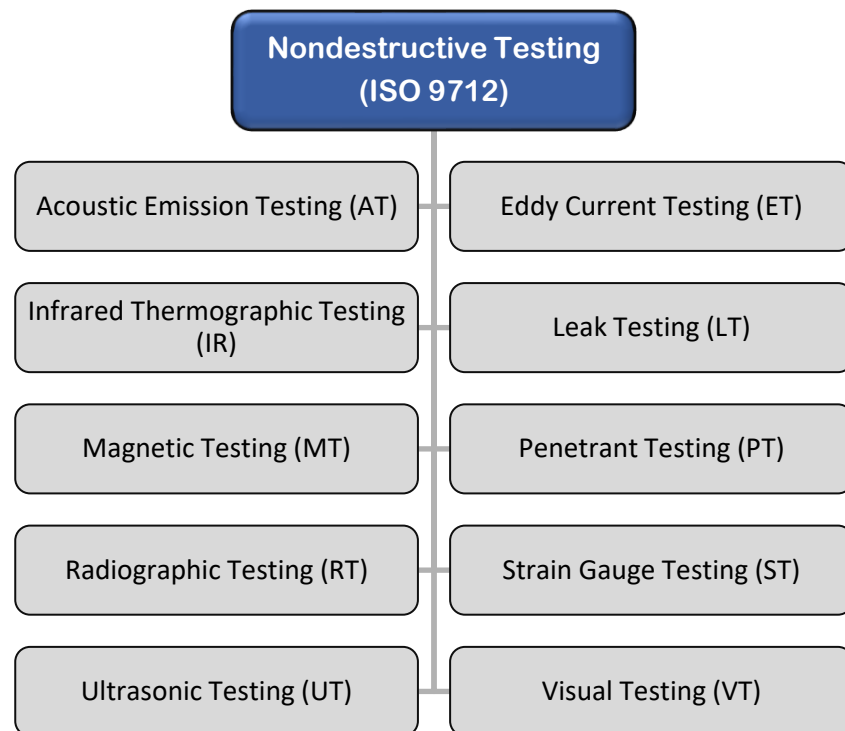 Nondestructive Testing
(ISO 9712)
Acoustic Emission Testing (AT)
Eddy Current Testing (ET)
Infrared Thermographic Testing
(IR)
Leak Testing (LT)
Magnetic Testing (MT)
Penetrant Testing (PT)
Radiographic Testing (RT)
Strain Gauge Testing (ST)
Ultrasonic Testing (UT)
Visual Testing (VT)